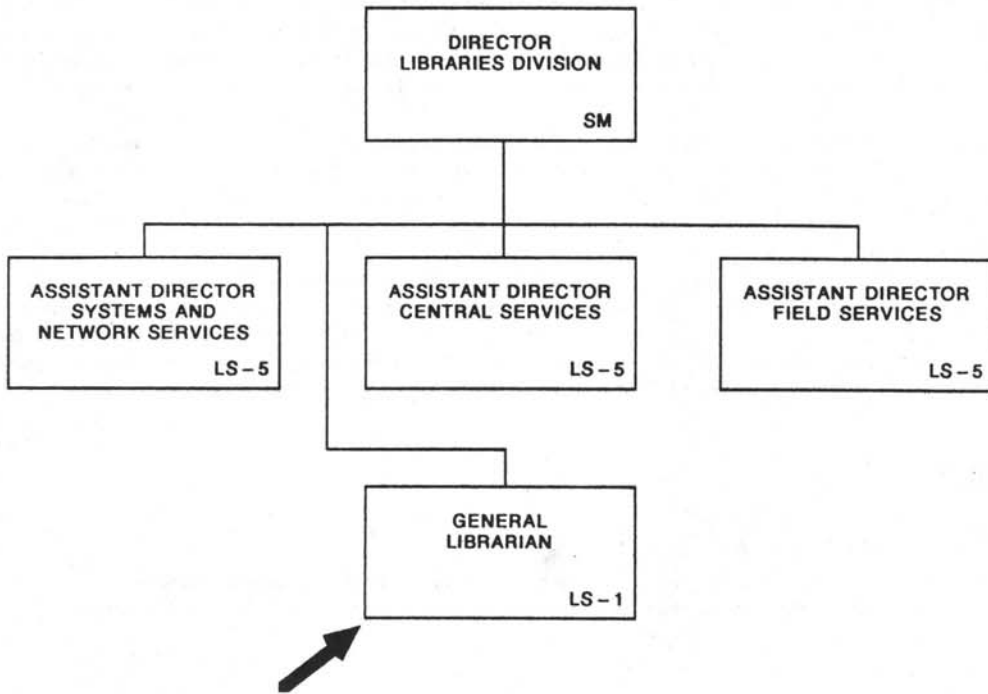 DIRECTOR
LIBRARIES DIVISION
SM
ASSISTANT DIRECTOR
SYSTEMS AND
NETWORK SERVICES
LS-5
ASSISTANT DIRECTOR
CENTRAL SERVICES
LS-5
ASSISTANT DIRECTOR
FIELD SERVICES
LS-5
GENERAL
LIBRARIAN
LS-1